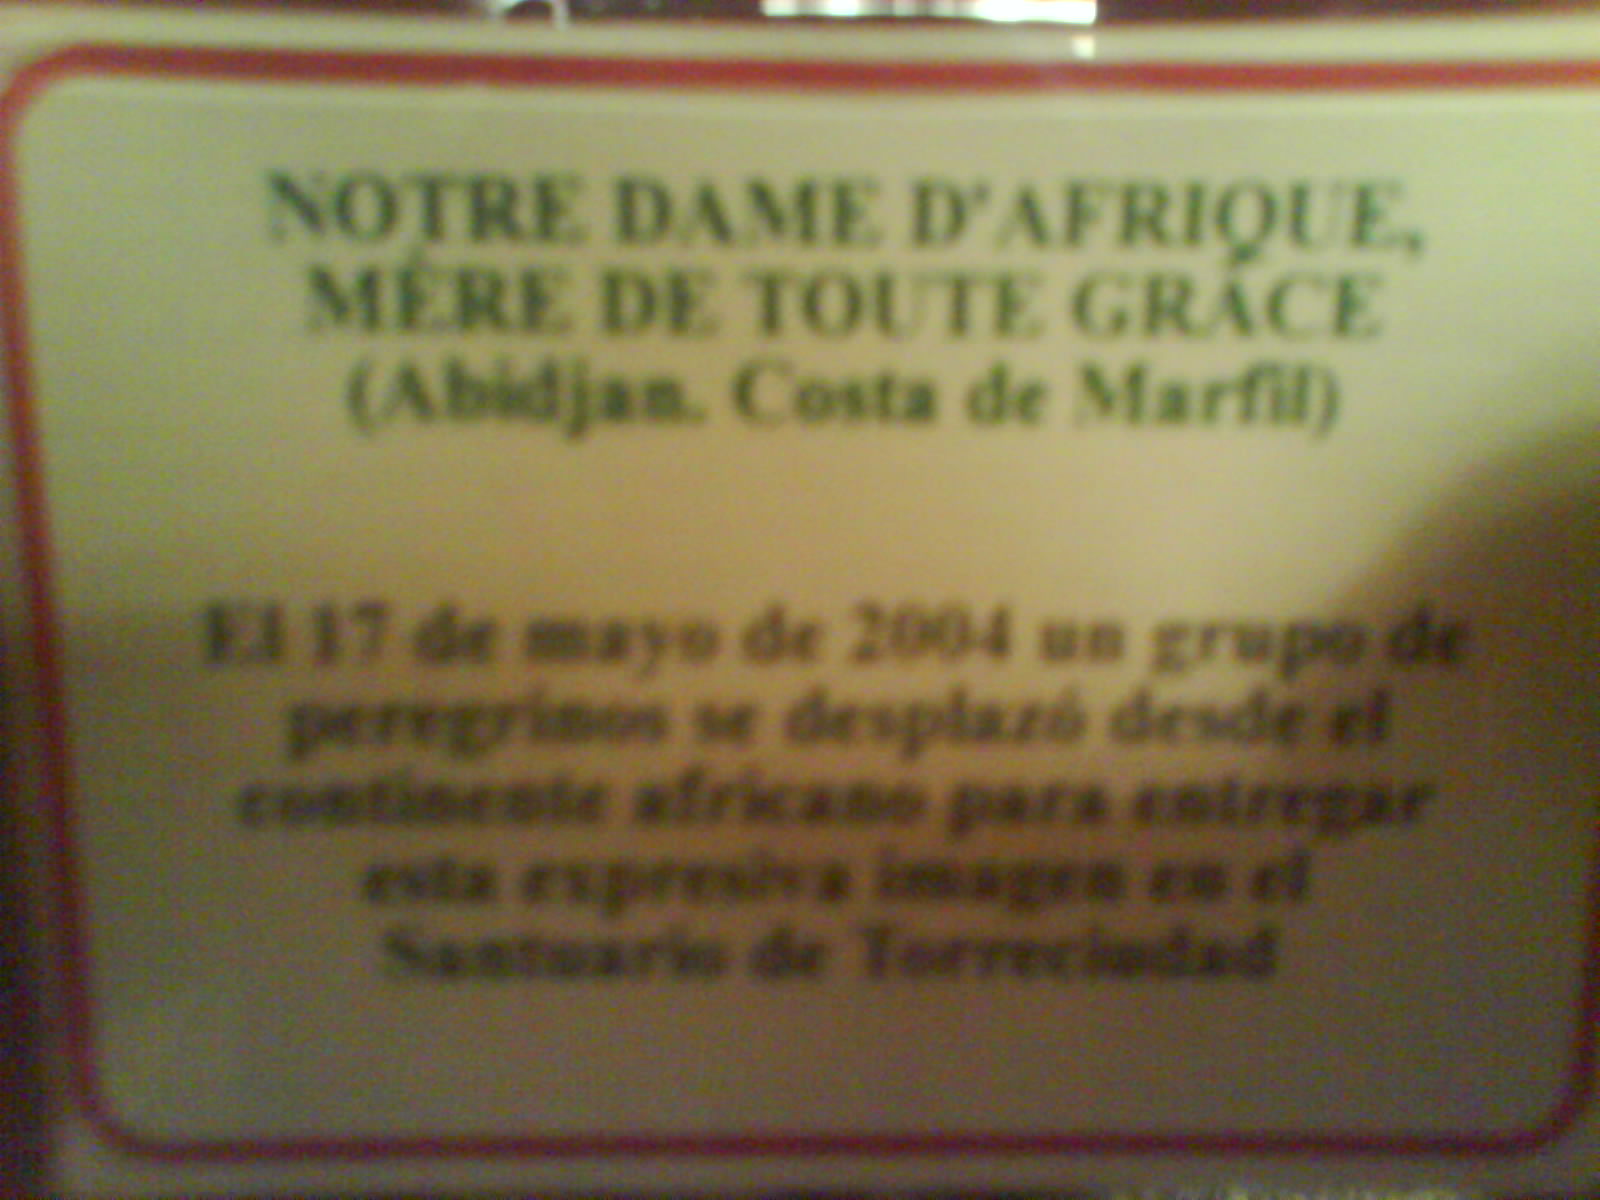 NOTRE DAME D'AFRIQUE,
MÉRE DE TOUTE GRÂCE
(Abidjan. Costa de Marfil)
El 17 de mayo de 2004 un grupo de
peregrinos se desplazó desde el
continente africano para entregar
esta expresiva imagen en el
Santuario de Torreciudad